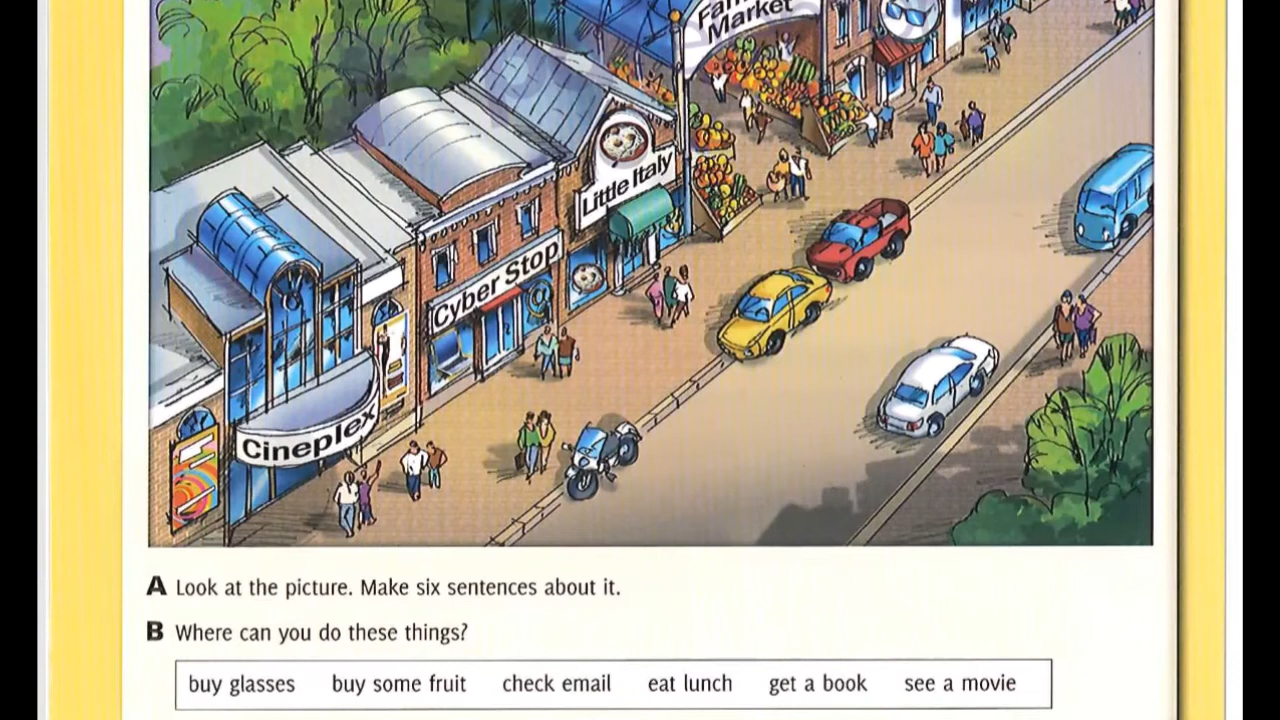 Market
Little Italy
Cyber Stop
@
Cineplex
A Look at the picture. Make six sentences about it.
B Where can you do these things?
buy glasses buy some fruit check email eat lunch get a book see a movie